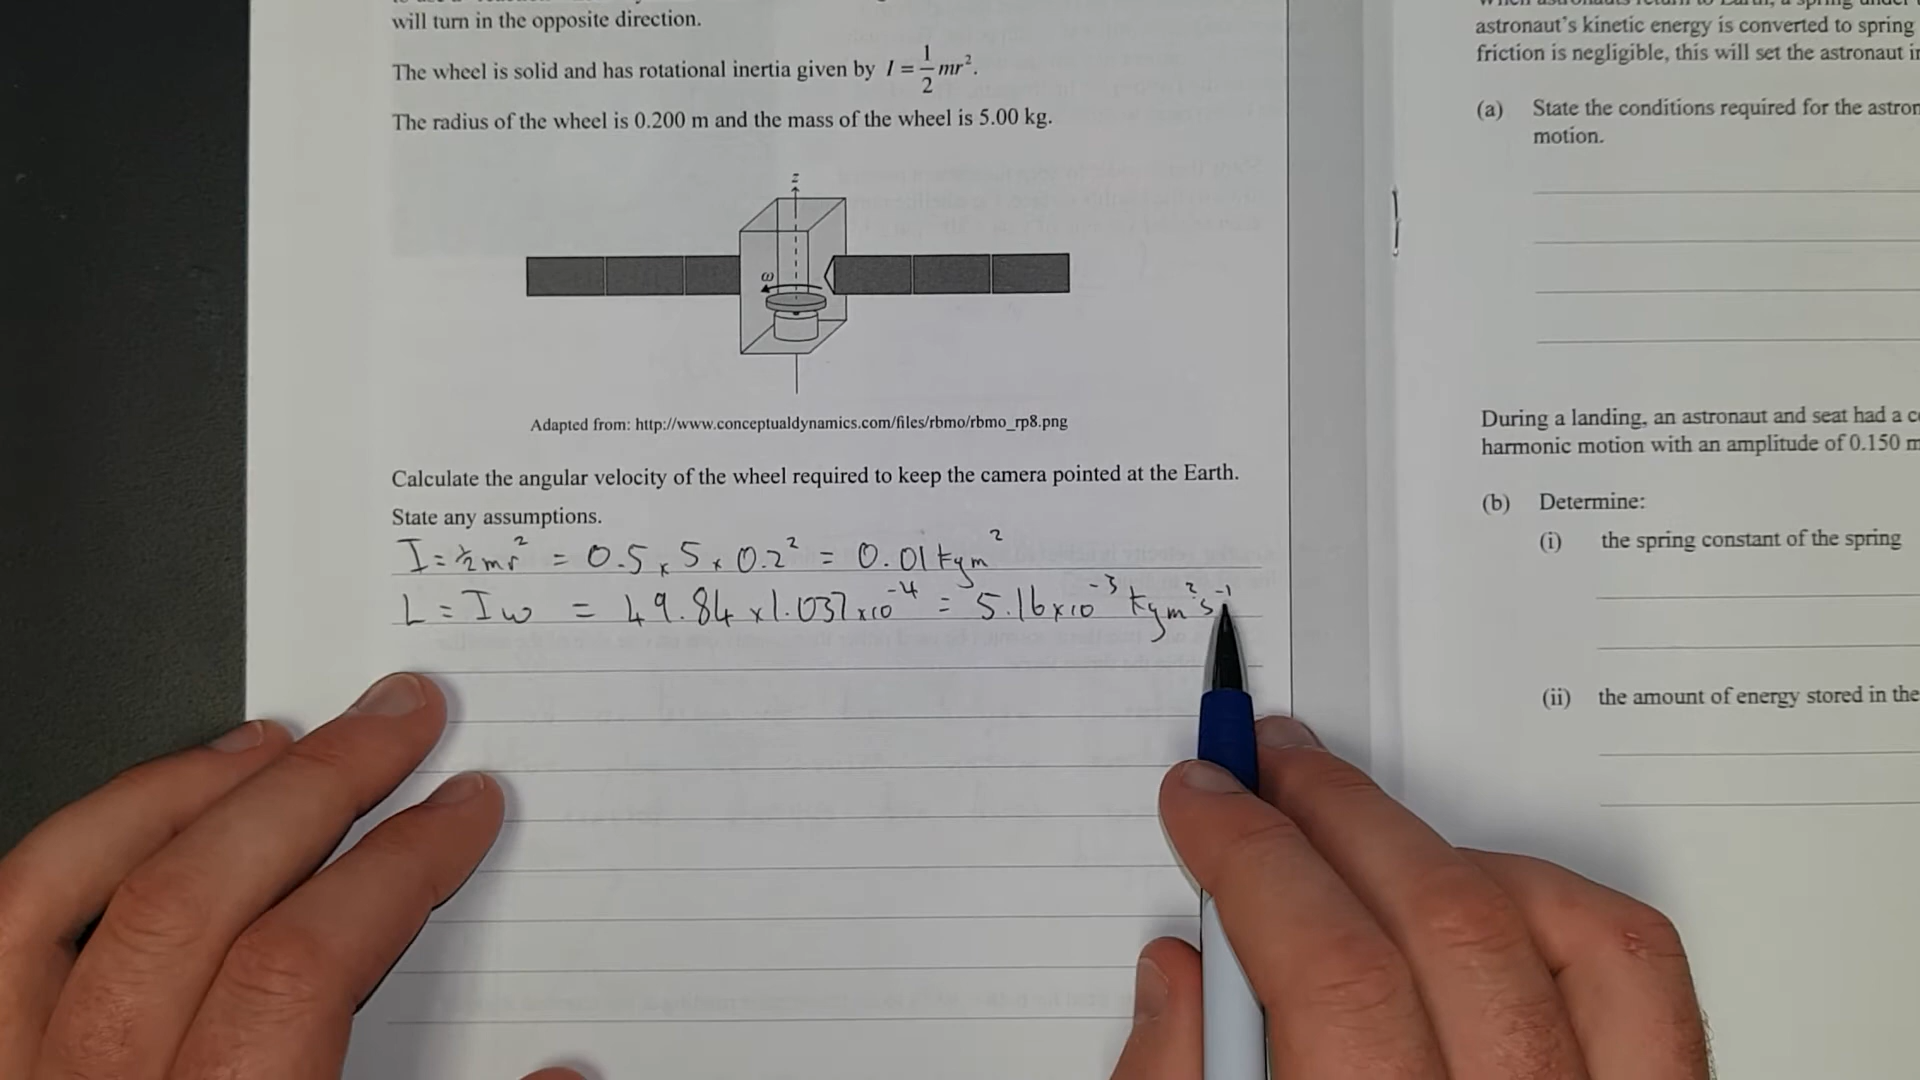 will turn in the opposite direction.
The wheel is solid and has rotational inertia given by I = 1/2 mr².
The radius of the wheel is 0.200 m and the mass of the wheel is 5.00 kg.
z
ω
Adapted from: http://www.conceptualdynamics.com/files/rbmo/rbmo_rp8.png
Calculate the angular velocity of the wheel required to keep the camera pointed at the Earth.
State any assumptions.
I = ½mr² = 0.5 × 5 × 0.2² = 0.01 kgm²
L = Iω = 49.84 × 1.037 × 10⁻⁴ = 5.16 × 10⁻³ kgm²s⁻¹
astronaut's kinetic energy is converted to spring
friction is negligible, this will set the astronaut
(a) State the conditions required for the
motion.
During a landing, an astronaut and seat had a
harmonic motion with an amplitude of 0.150 m
(b) Determine:
(i) the spring constant of the spring
(ii) the amount of energy stored in the